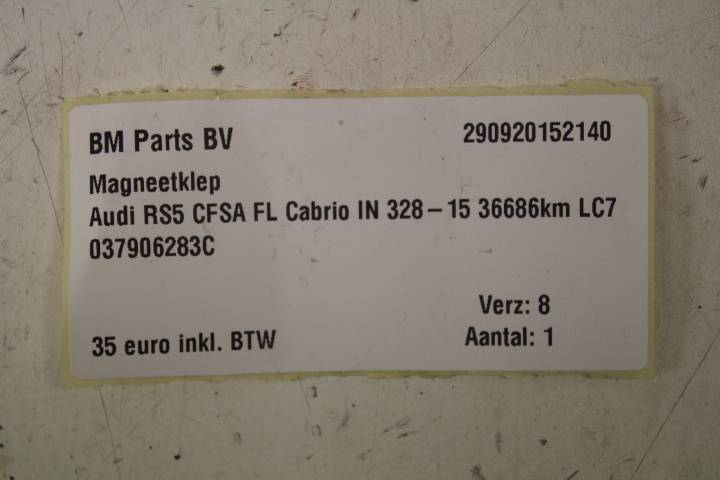 BM Parts BV 290920152140
Magneetklep
Audi RS5 CFSA FL Cabrio IN 328-15 36686km LC7
037906283C
Verz: 8
35 euro inkl. BTW Aantal: 1